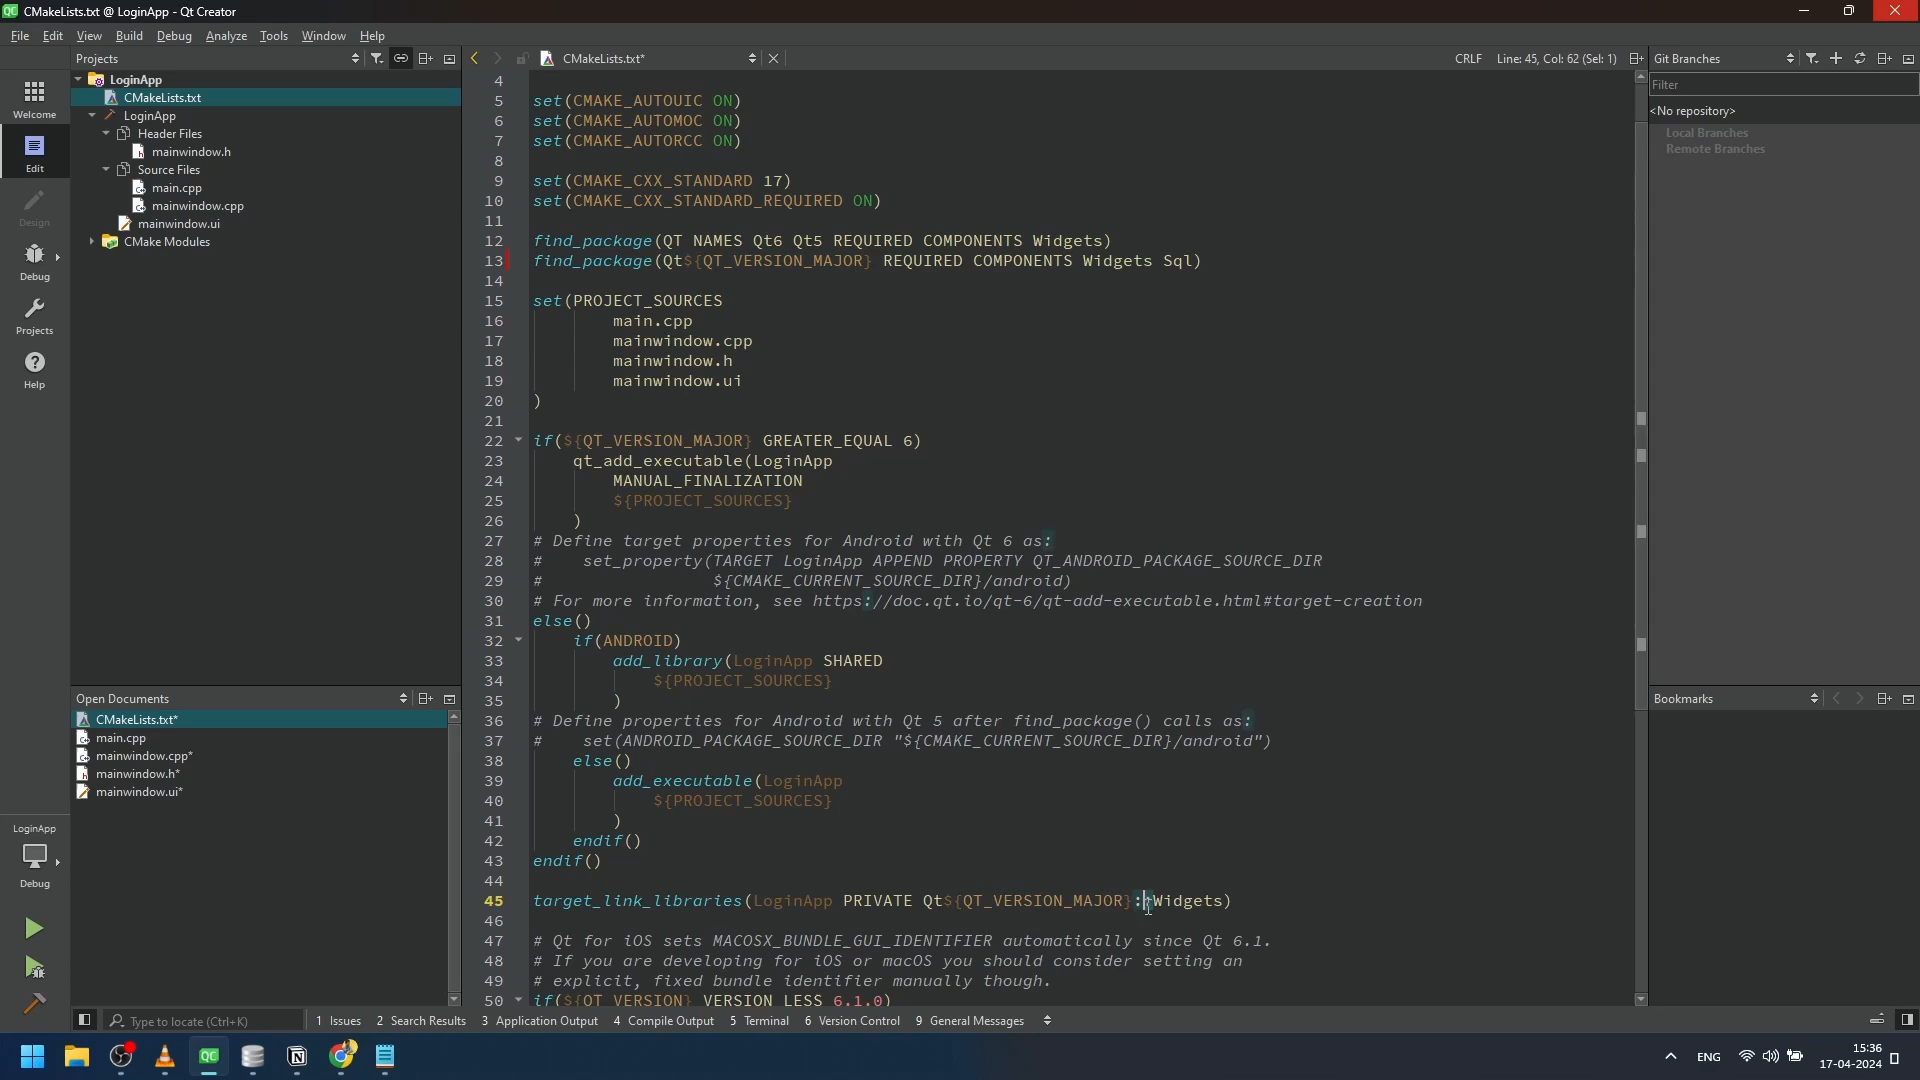 CMakeLists.txt @ LoginApp - Qt Creator
File Edit View Build Debug Analyze Tools Window Help
Projects
CMakeLists.txt*
CRLF Line: 45, Col: 62 (Sel: 1)
Git Branches
Welcome
Edit
Design
Debug
Projects
Help
LoginApp
CMakeLists.txt
LoginApp
Header Files
mainwindow.h
Source Files
main.cpp
mainwindow.cpp
mainwindow.ui
CMake Modules
4
5 set(CMAKE_AUTOUIC ON)
6 set(CMAKE_AUTOMOC ON)
7 set(CMAKE_AUTORCC ON)
8
9 set(CMAKE_CXX_STANDARD 17)
10 set(CMAKE_CXX_STANDARD_REQUIRED ON)
11
12 find_package(QT NAMES Qt6 Qt5 REQUIRED COMPONENTS Widgets)
13 find_package(Qt${QT_VERSION_MAJOR} REQUIRED COMPONENTS Widgets Sql)
14
15 set(PROJECT_SOURCES
16 main.cpp
17 mainwindow.cpp
18 mainwindow.h
19 mainwindow.ui
20 )
21
22 if(${QT_VERSION_MAJOR} GREATER_EQUAL 6)
23 qt_add_executable(LoginApp
24 MANUAL_FINALIZATION
25 ${PROJECT_SOURCES}
26 )
27 # Define target properties for Android with Qt 6 as:
28 # set_property(TARGET LoginApp APPEND PROPERTY QT_ANDROID_PACKAGE_SOURCE_DIR
29 # ${CMAKE_CURRENT_SOURCE_DIR}/android)
30 # For more information, see https://doc.qt.io/qt-6/qt-add-executable.html#target-creation
31 else()
32 if(ANDROID)
33 add_library(LoginApp SHARED
34 ${PROJECT_SOURCES}
35 )
36 # Define properties for Android with Qt 5 after find_package() calls as:
37 # set(ANDROID_PACKAGE_SOURCE_DIR "${CMAKE_CURRENT_SOURCE_DIR}/android")
38 else()
39 add_executable(LoginApp
40 ${PROJECT_SOURCES}
41 )
42 endif()
43 endif()
44
45 target_link_libraries(LoginApp PRIVATE Qt${QT_VERSION_MAJOR}::Widgets)
46
47 # Qt for iOS sets MACOSX_BUNDLE_GUI_IDENTIFIER automatically since Qt 6.1.
48 # If you are developing for iOS or macOS you should consider setting an
49 # explicit, fixed bundle identifier manually though.
50 if(${QT_VERSION} VERSION_LESS 6.1.0)
Filter
<No repository>
Local Branches
Remote Branches
Open Documents
CMakeLists.txt*
main.cpp
mainwindow.cpp*
mainwindow.h*
mainwindow.ui*
Bookmarks
LoginApp
Debug
Type to locate (Ctrl+K)
1 Issues 2 Search Results 3 Application Output 4 Compile Output 5 Terminal 6 Version Control 9 General Messages
QC
ENG
15:36
17-04-2024